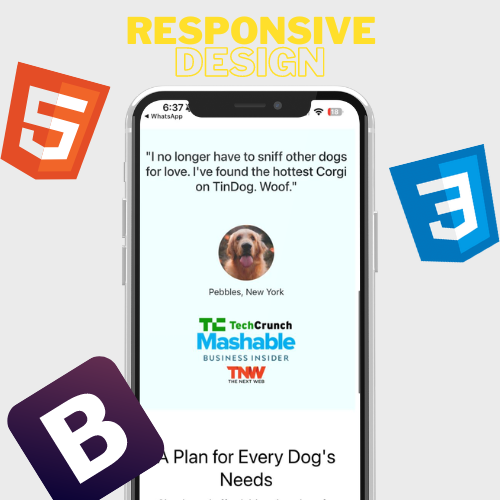 RESPONSIVE
DESIGN
5
6:37
WhatsApp
"I no longer have to sniff other dogs
for love. I've found the hottest Corgi
on TinDog. Woof."
3
Pebbles, New York
TC TechCrunch
Mashable
BUSINESS INSIDER
TNW
THE NEXT WEB
B
A Plan for Every Dog's
Needs